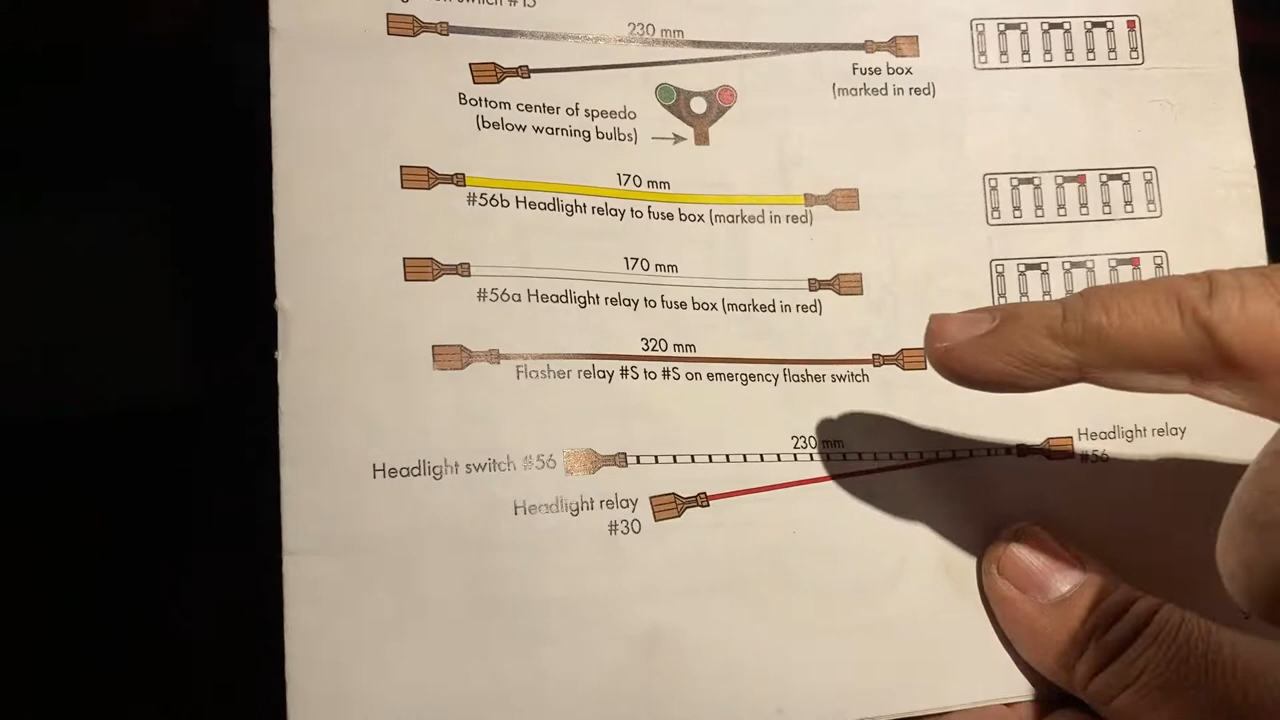 switch #15
230 mm
Fuse box
(marked in red)
Bottom center of speedo
(below warning bulbs)
170 mm
#56b Headlight relay to fuse box (marked in red)
170 mm
#56a Headlight relay to fuse box (marked in red)
320 mm
Flasher relay #S to #S on emergency flasher switch
230 mm
Headlight relay
#56
Headlight switch #56
Headlight relay
#30